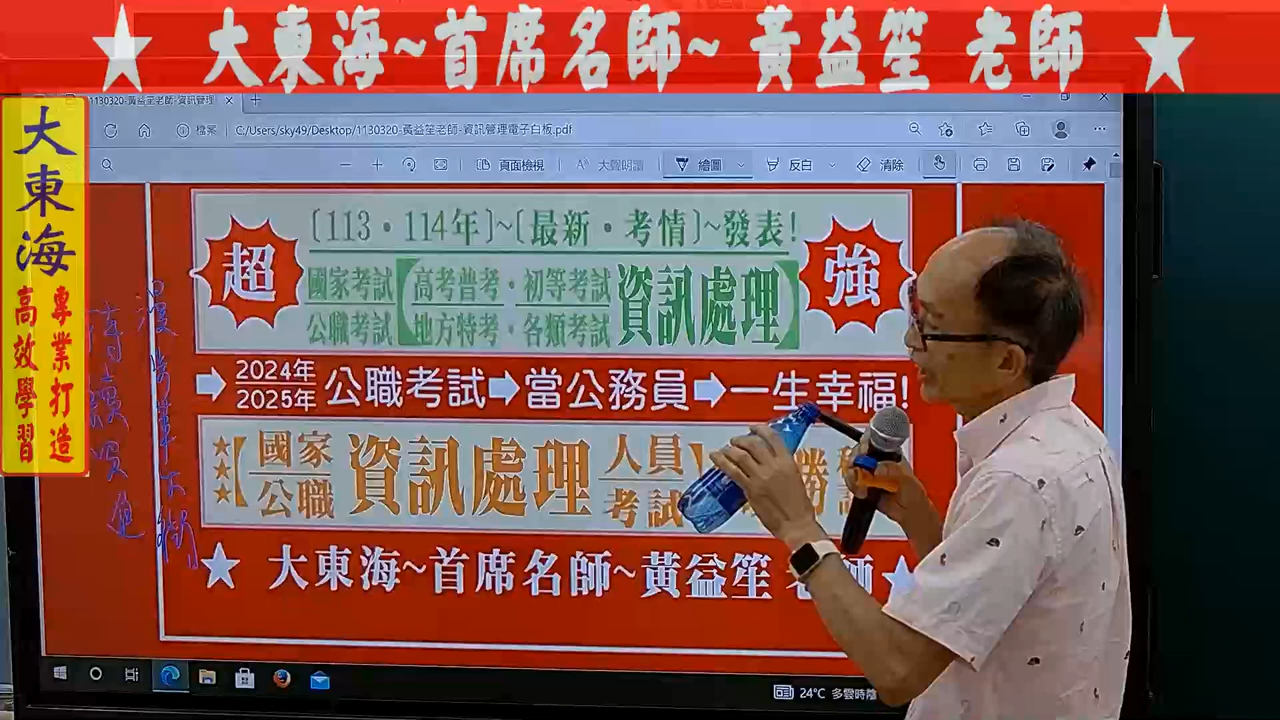 ★ 大東海~首席名師~ 黃益笙 老師 ★
大東海
專業打造
高效學習
1130320-黃益笙老師-資訊管理
檔案
C:/Users/sky49/Desktop/1130320-黃益笙老師-資訊管理電子白板.pdf
頁面檢視
大聲朗讀
繪圖
反白
清除
〔113·114年〕~〔最新·考情〕~發表!
超
強
國家考試
公職考試
【高考普考·初等考試
地方特考·各類考試
資訊處理】
2024年
2025年
公職考試➡當公務員➡一生幸福!
★★★【國家
公職
資訊處理
人員
考試
勝
★ 大東海~首席名師~黃益笙 老師★
24°C 多雲時陰